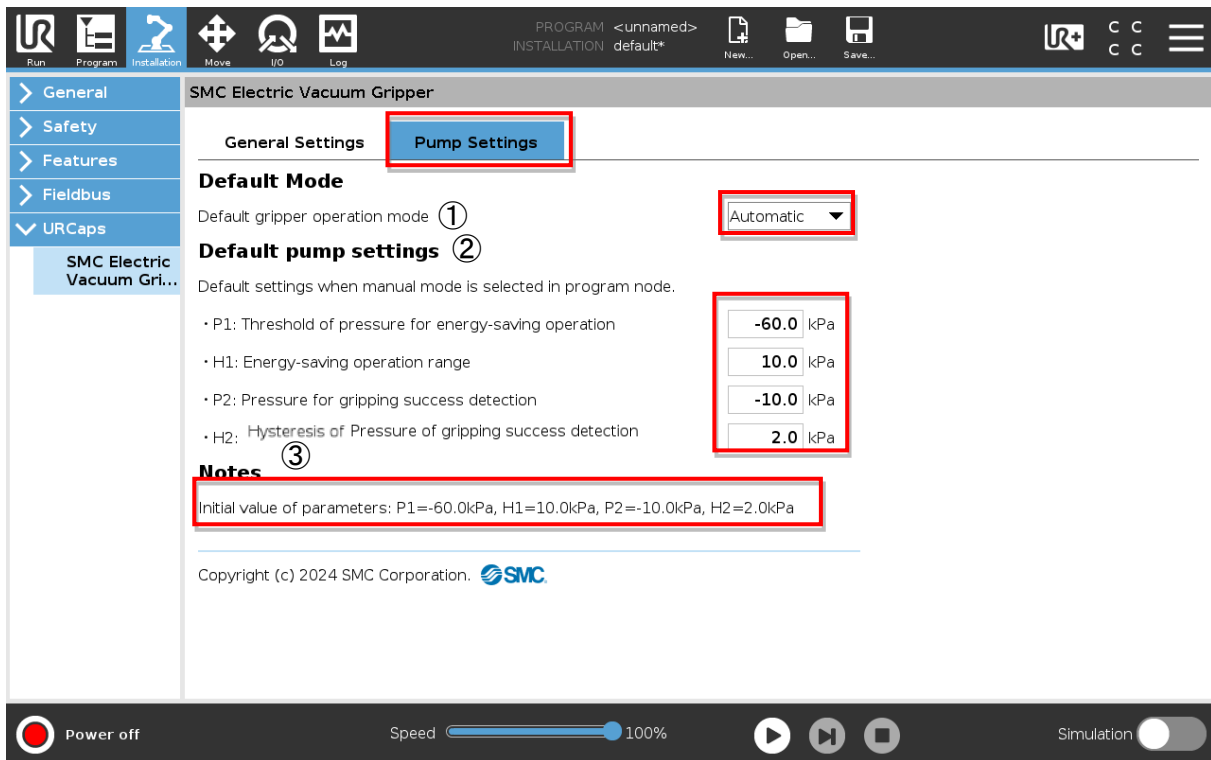 PROGRAM <unnamed>
INSTALLATION default*
Run Program Installation Move I/O Log New... Open... Save...
UR+
C C
C C
General
Safety
Features
Fieldbus
URCaps
SMC Electric
Vacuum Gri...
SMC Electric Vacuum Gripper
General Settings Pump Settings
Default Mode
Default gripper operation mode ① Automatic
Default pump settings ②
Default settings when manual mode is selected in program node.
・P1: Threshold of pressure for energy-saving operation -60.0 kPa
・H1: Energy-saving operation range 10.0 kPa
・P2: Pressure for gripping success detection -10.0 kPa
・H2: Hysteresis of Pressure of gripping success detection 2.0 kPa
③
Notes
Initial value of parameters: P1=-60.0kPa, H1=10.0kPa, P2=-10.0kPa, H2=2.0kPa
Copyright (c) 2024 SMC Corporation. SMC.
Power off Speed 100% Simulation